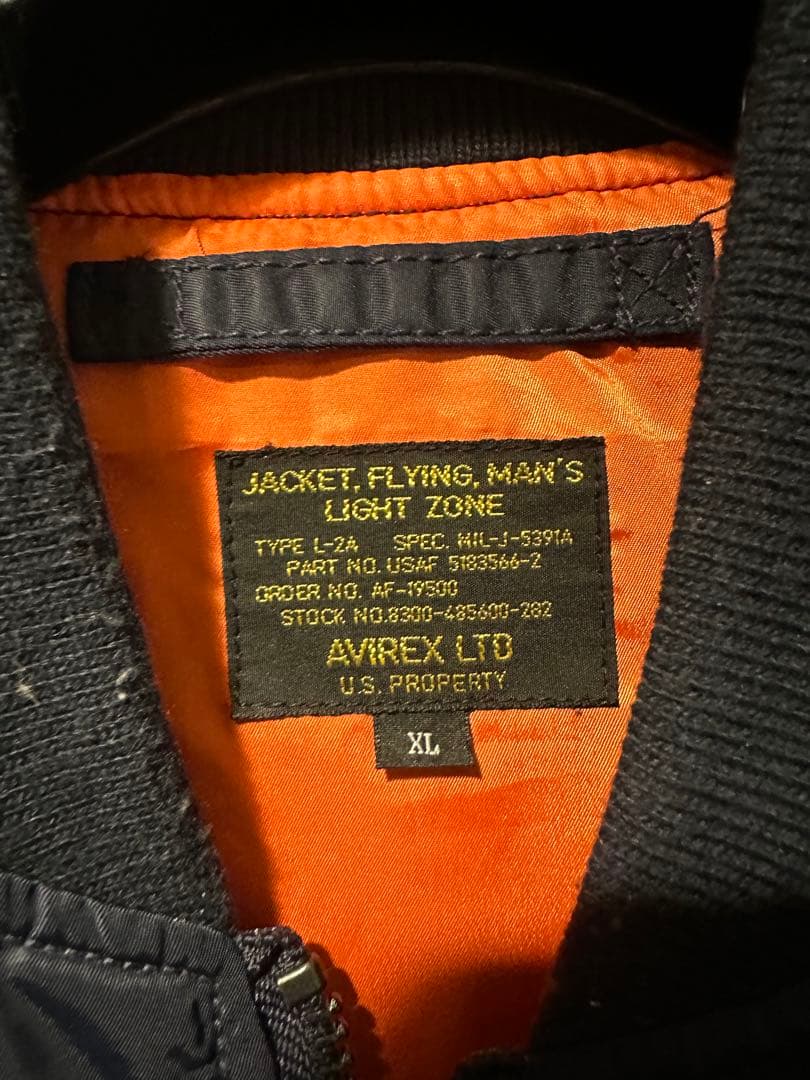 JACKET, FLYING, MAN'S
LIGHT ZONE
TYPE L-2A SPEC. MIL-J-5391A
PART NO. USAF 5183566-2
ORDER NO. AF-19500
STOCK NO.8300-485600-282
AVIREX LTD
U.S. PROPERTY
XL